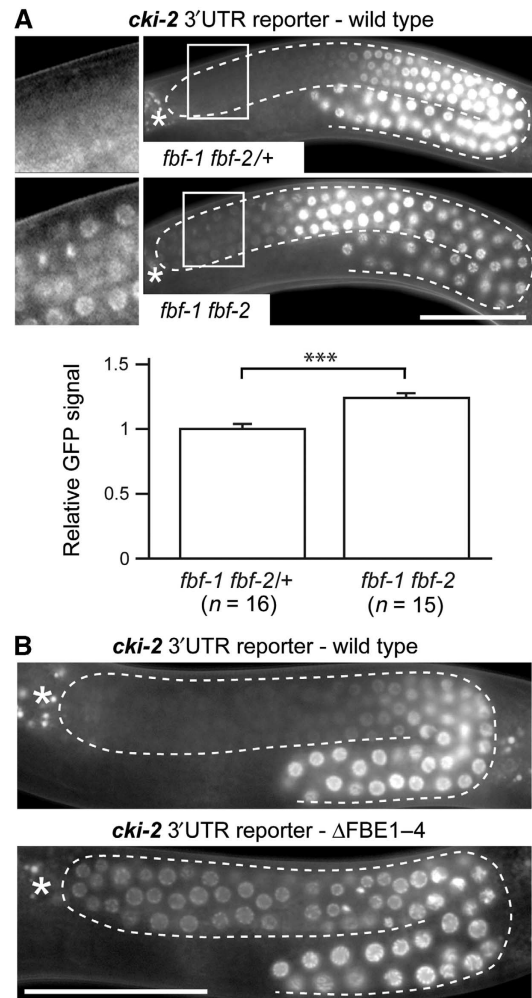 A
cki-2 3′UTR reporter - wild type
*
fbf-1 fbf-2/+
*
fbf-1 fbf-2
1.5
***
1
0.5
0
Relative GFP signal
fbf-1 fbf-2/+
fbf-1 fbf-2
(n = 16)
(n = 15)
B
cki-2 3′UTR reporter - wild type
*
cki-2 3′UTR reporter - ΔFBE1–4
*